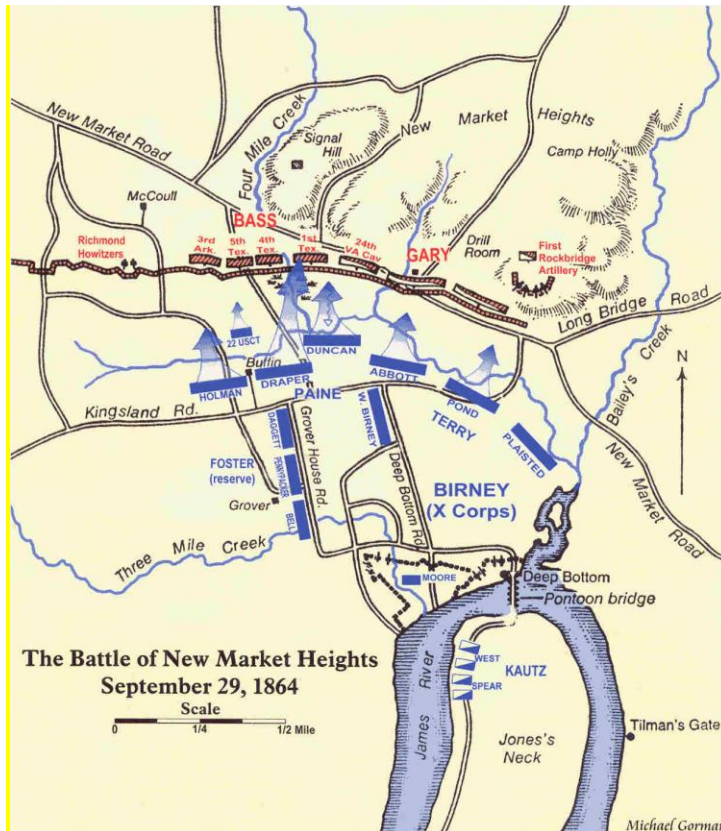 New Market Road
Four Mile Creek
Signal
Hill
New Market Heights
Camp Holly
McCoull
BASS
Richmond
Howitzers
3rd
Ark.
5th
Tex.
4th
Tex.
1st
Tex.
24th
VA Cav
GARY
Drill
Room
First
Rockbridge
Artillery
Long Bridge Road
22 USCT
Buffin
DUNCAN
HOLMAN
DRAPER
PAINE
ABBOTT
POND
TERRY
PLAISTED
Bailey's Creek
N
Kingsland Rd.
DAGGETT
PENNYPACKER
BELL
FOSTER
(reserve)
Grover
Grover House Rd.
W. BIRNEY
Deep Bottom Rd.
BIRNEY
(X Corps)
New Market Road
Three Mile Creek
MOORE
Deep Bottom
Pontoon bridge
The Battle of New Market Heights
September 29, 1864
Scale
0 1/4 1/2 Mile
James River
WEST
SPEAR
KAUTZ
Jones's
Neck
Tilman's Gate
Michael Gorman